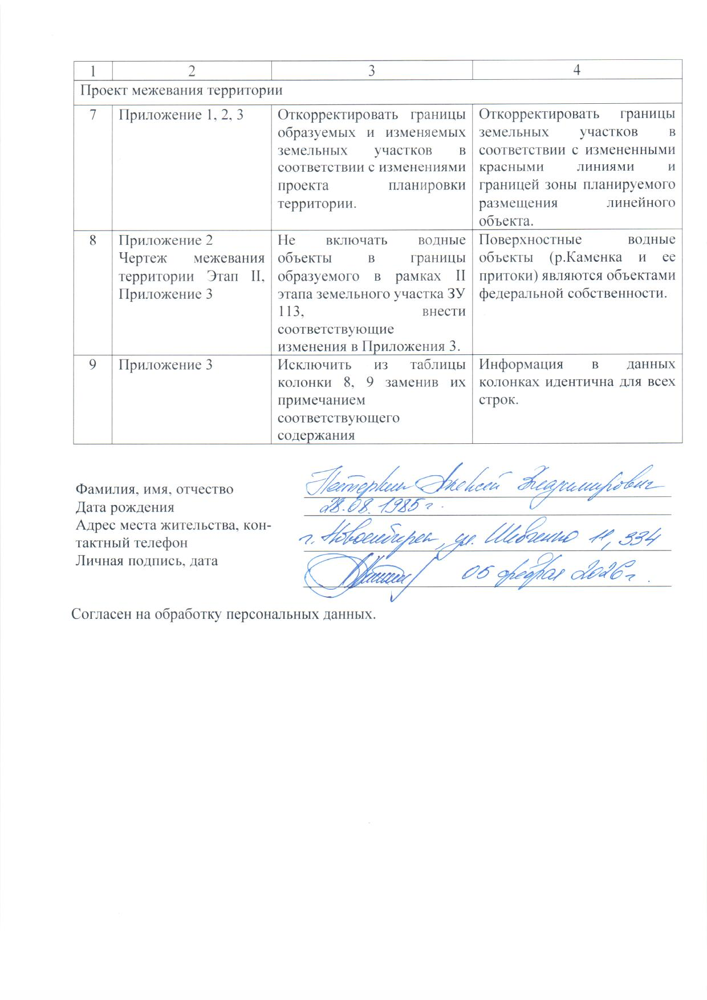 1 2 3 4
Проект межевания территории
7 Приложение 1, 2, 3 Откорректировать границы Откорректировать границы
образуемых и изменяемых земельных участков в
земельных участков в соответствии с измененными
соответствии с изменениями красными линиями и
проекта планировки границей зоны планируемого
территории. размещения линейного
объекта.
8 Приложение 2 Не включать водные Поверхностные водные
Чертеж межевания объекты в границы объекты (р.Каменка и ее
территории Этап II, образуемого в рамках II притоки) являются объектами
Приложение 3 этапа земельного участка ЗУ федеральной собственности.
113, внести
соответствующие
изменения в Приложения 3.
9 Приложение 3 Исключить из таблицы Информация в данных
колонки 8, 9 заменив их колонках идентична для всех
примечанием строк.
соответствующего
содержания
Фамилия, имя, отчество Алексей Владимирович
Дата рождения 28.08.1985 г.
Адрес места жительства, кон-
тактный телефон г. Новосибирск, ул. Шевченко 11, 334
Личная подпись, дата 05 февраля 2026 г.
Согласен на обработку персональных данных.